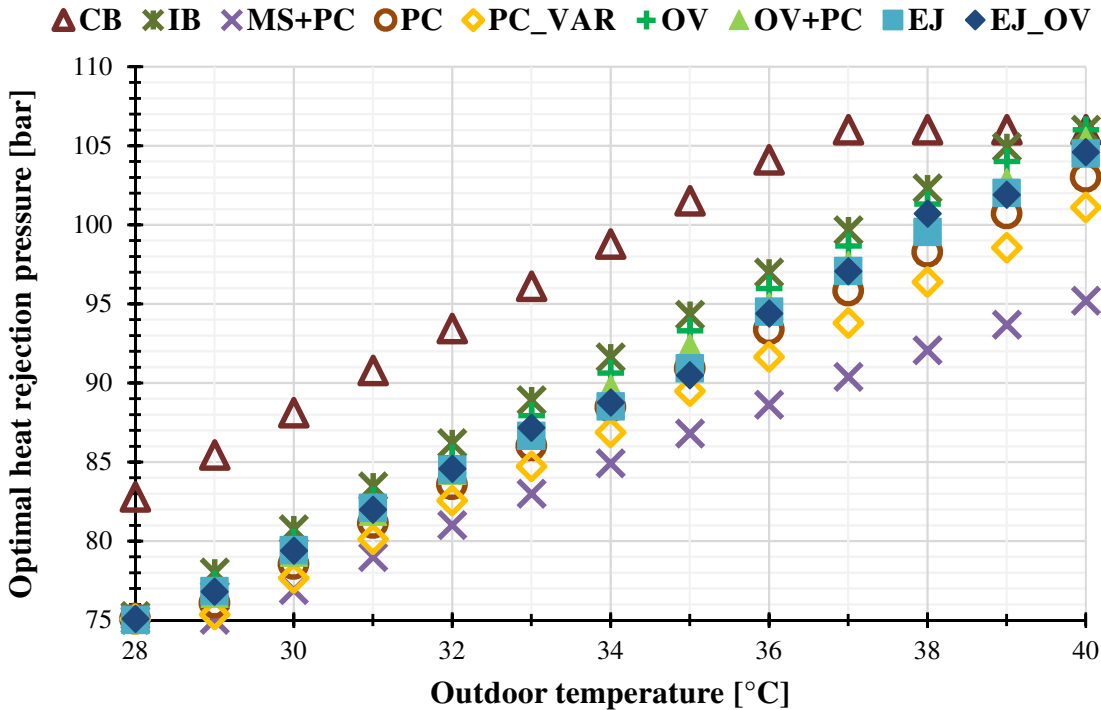 CB IB MS+PC PC PC_VAR OV OV+PC EJ EJ_OV
Optimal heat rejection pressure [bar]
110
105
100
95
90
85
80
75
28 30 32 34 36 38 40
Outdoor temperature [°C]